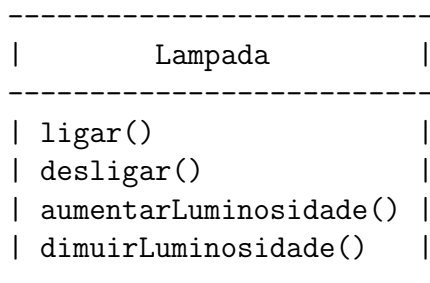 Lampada
ligar()
desligar()
aumentarLuminosidade()
dimuirLuminosidade()